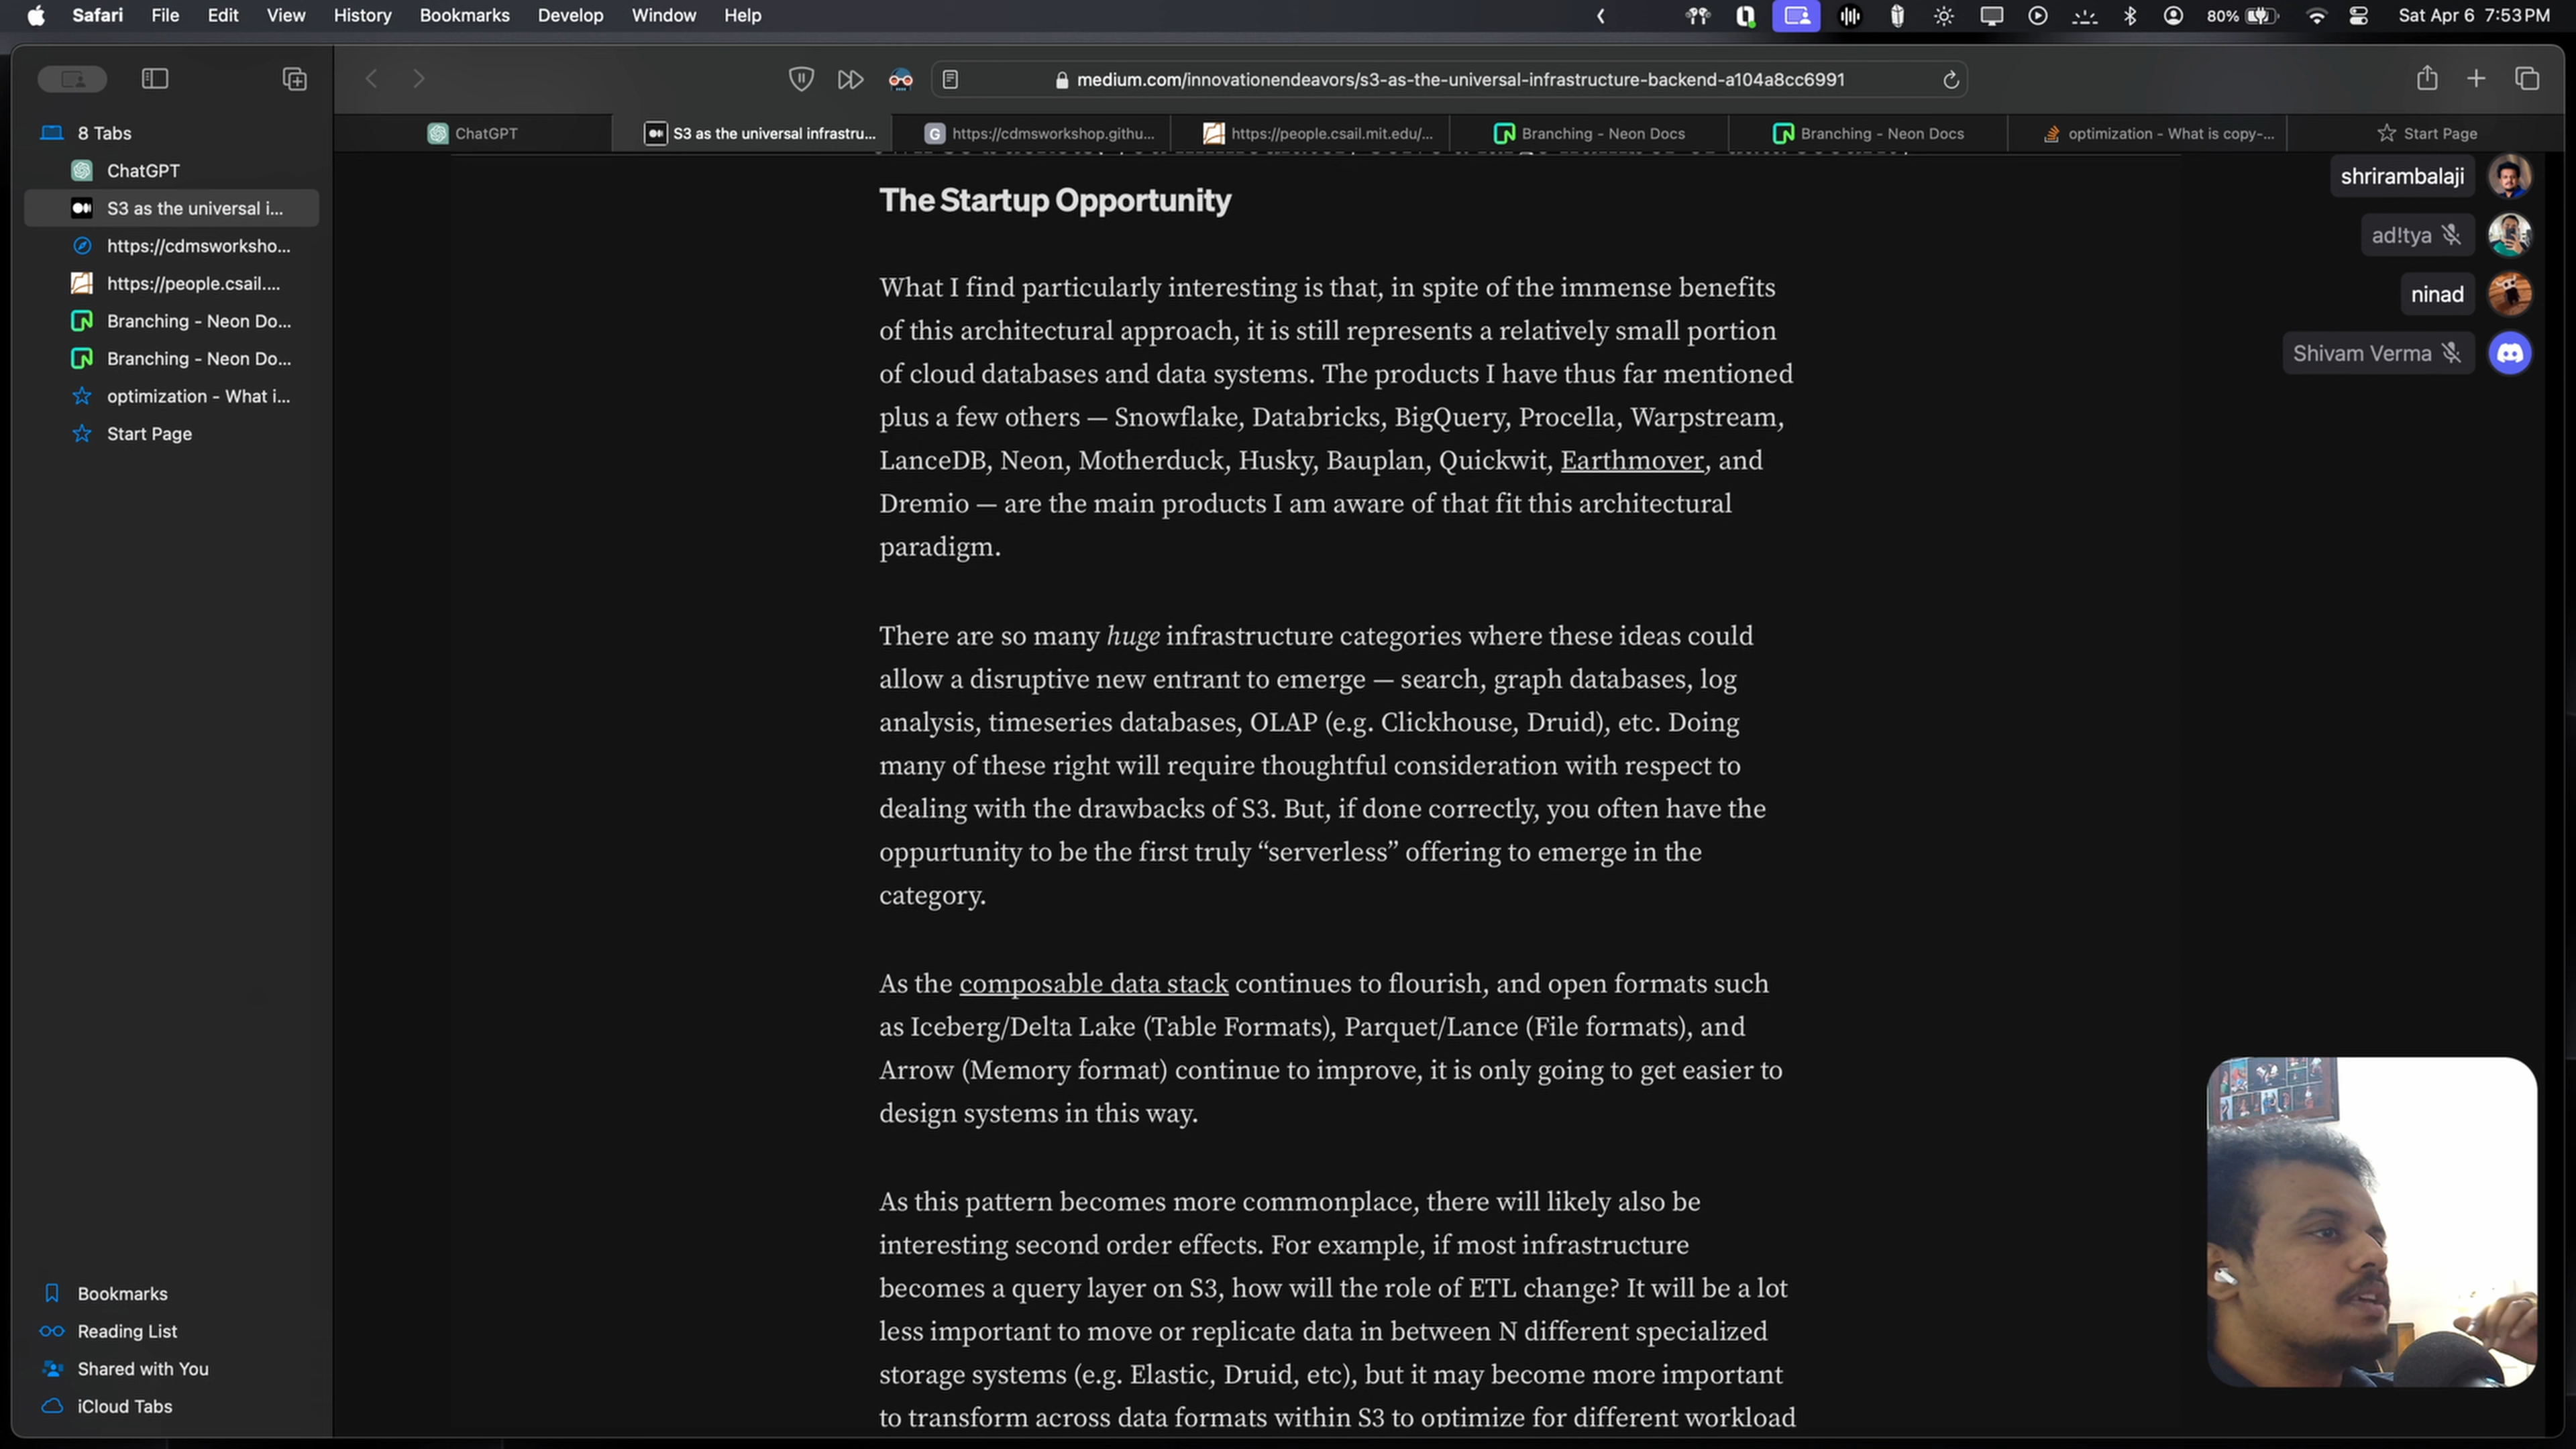 Safari File Edit View History Bookmarks Develop Window Help
80% Sat Apr 6 7:53 PM
medium.com/innovationendeavors/s3-as-the-universal-infrastructure-backend-a104a8cc6991
ChatGPT
S3 as the universal infrastru...
https://cdmsworkshop.githu...
https://people.csail.mit.edu/...
Branching - Neon Docs
Branching - Neon Docs
optimization - What is copy-...
Start Page
8 Tabs
ChatGPT
S3 as the universal i...
https://cdmsworksho...
https://people.csail....
Branching - Neon Do...
Branching - Neon Do...
optimization - What i...
Start Page
Bookmarks
Reading List
Shared with You
iCloud Tabs
The Startup Opportunity
What I find particularly interesting is that, in spite of the immense benefits
of this architectural approach, it is still represents a relatively small portion
of cloud databases and data systems. The products I have thus far mentioned
plus a few others — Snowflake, Databricks, BigQuery, Procella, Warpstream,
LanceDB, Neon, Motherduck, Husky, Bauplan, Quickwit, Earthmover, and
Dremio — are the main products I am aware of that fit this architectural
paradigm.
There are so many huge infrastructure categories where these ideas could
allow a disruptive new entrant to emerge — search, graph databases, log
analysis, timeseries databases, OLAP (e.g. Clickhouse, Druid), etc. Doing
many of these right will require thoughtful consideration with respect to
dealing with the drawbacks of S3. But, if done correctly, you often have the
oppurtunity to be the first truly “serverless” offering to emerge in the
category.
As the composable data stack continues to flourish, and open formats such
as Iceberg/Delta Lake (Table Formats), Parquet/Lance (File formats), and
Arrow (Memory format) continue to improve, it is only going to get easier to
design systems in this way.
As this pattern becomes more commonplace, there will likely also be
interesting second order effects. For example, if most infrastructure
becomes a query layer on S3, how will the role of ETL change? It will be a lot
less important to move or replicate data in between N different specialized
storage systems (e.g. Elastic, Druid, etc), but it may become more important
to transform across data formats within S3 to optimize for different workload
shrirambalaji
ad!tya
ninad
Shivam Verma